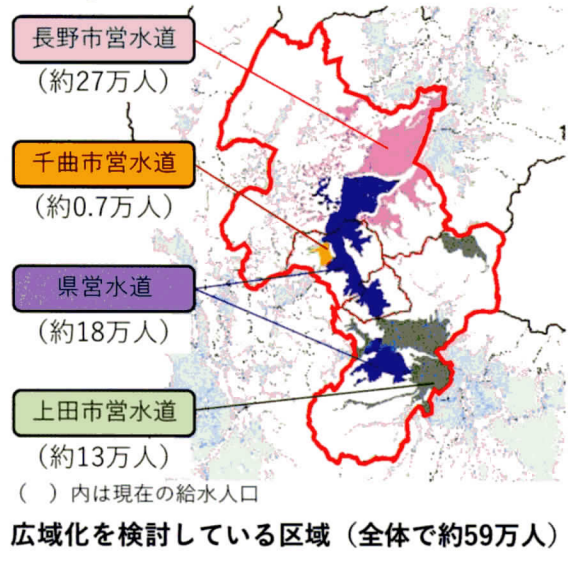 長野市営水道
（約27万人）
千曲市営水道
（約0.7万人）
県営水道
（約18万人）
上田市営水道
（約13万人）
（　）内は現在の給水人口
広域化を検討している区域（全体で約59万人）